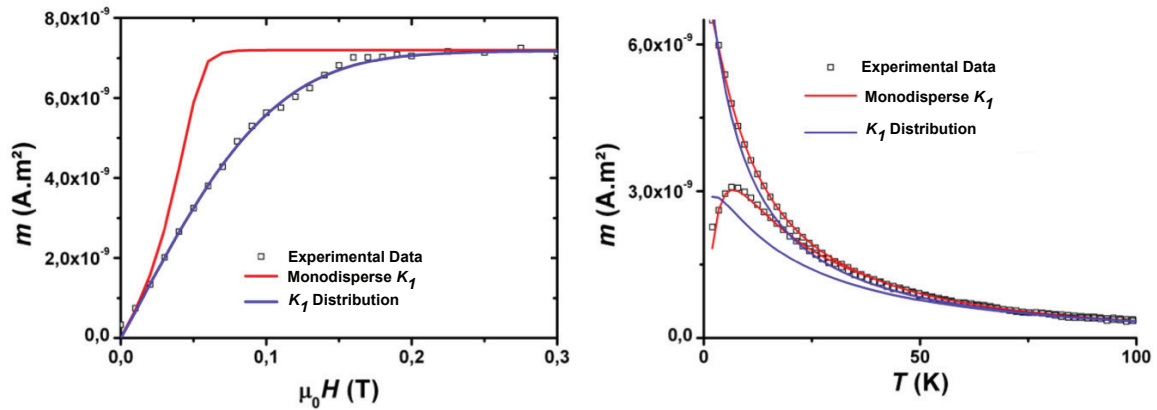 8,0x10⁻⁹
6,0x10⁻⁹
4,0x10⁻⁹
2,0x10⁻⁹
0,0
m (A.m²)
Experimental Data
Monodisperse K₁
K₁ Distribution
0,0 0,1 0,2 0,3
μ₀H (T)
6,0x10⁻⁹
3,0x10⁻⁹
0,0
m (A.m²)
Experimental Data
Monodisperse K₁
K₁ Distribution
0 25 50 75 100
T (K)